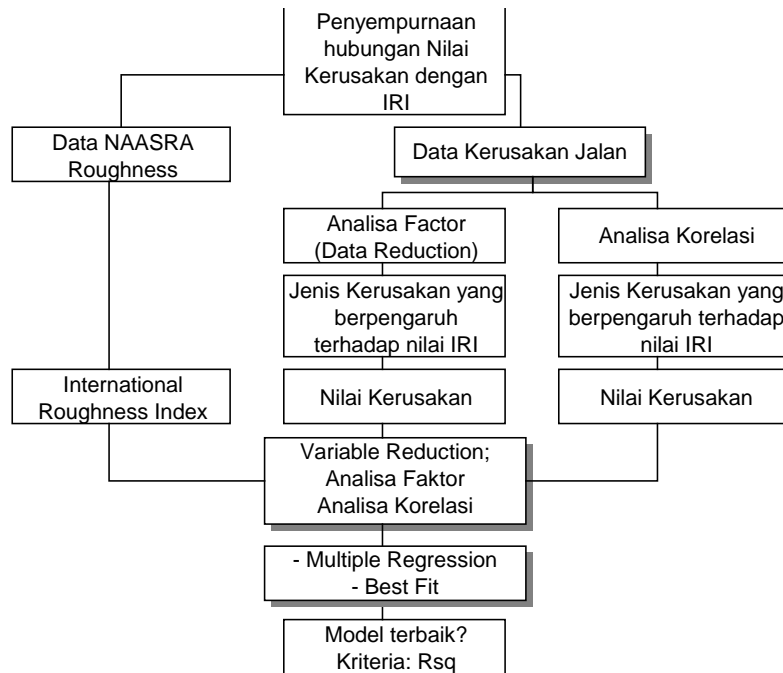 Penyempurnaan
hubungan Nilai
Kerusakan dengan
IRI
Data NAASRA
Roughness
Data Kerusakan Jalan
Analisa Factor
(Data Reduction)
Analisa Korelasi
Jenis Kerusakan yang
berpengaruh
terhadap nilai IRI
Jenis Kerusakan yang
berpengaruh terhadap
nilai IRI
International
Roughness Index
Nilai Kerusakan
Nilai Kerusakan
Variable Reduction;
Analisa Faktor
Analisa Korelasi
- Multiple Regression
- Best Fit
Model terbaik?
Kriteria: Rsq